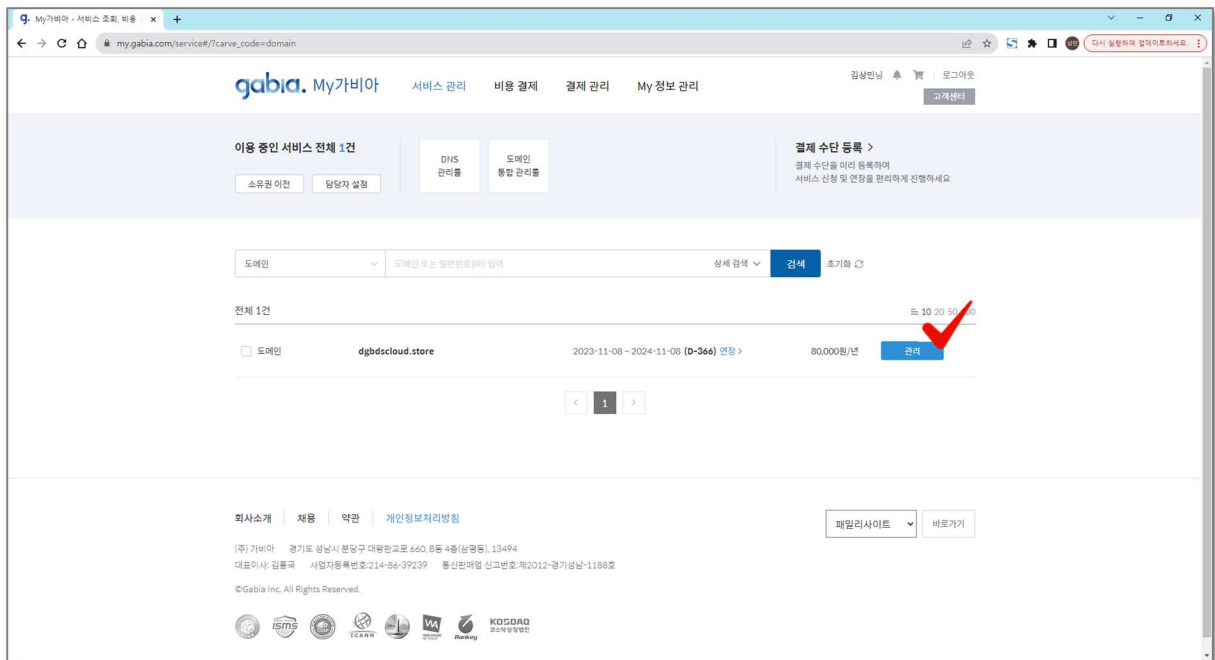 My가비아 - 서비스 조회, 비용
my.gabia.com/service#/?carve_code=domain
상민
다시 실행하여 업데이트하세요.
gabia. My가비아
서비스 관리
비용 결제
결제 관리
My 정보 관리
김상민님
로그아웃
고객센터
이용 중인 서비스 전체 1건
소유권 이전
담당자 설정
DNS
관리툴
도메인
통합 관리툴
결제 수단 등록 >
결제 수단을 미리 등록하여
서비스 신청 및 연장을 편리하게 진행하세요
도메인
도메인 또는 일련번호(IP) 입력
상세 검색
검색
초기화
전체 1건
10 20 50
도메인
dgbdscloud.store
2023-11-08 ~ 2024-11-08 (D-366) 연장 >
80,000원/년
관리
< 1 >
회사소개
채용
약관
개인정보처리방침
패밀리사이트
바로가기
(주) 가비아 경기도 성남시 분당구 대왕판교로 660, B동 4층(삼평동), 13494
대표이사: 김홍국 사업자등록번호:214-86-39239 통신판매업 신고번호:제2012-경기성남-1188호
©Gabia Inc. All Rights Reserved.
isms
ICANN
WA
Rankey
KOSDAQ
코스닥상장법인